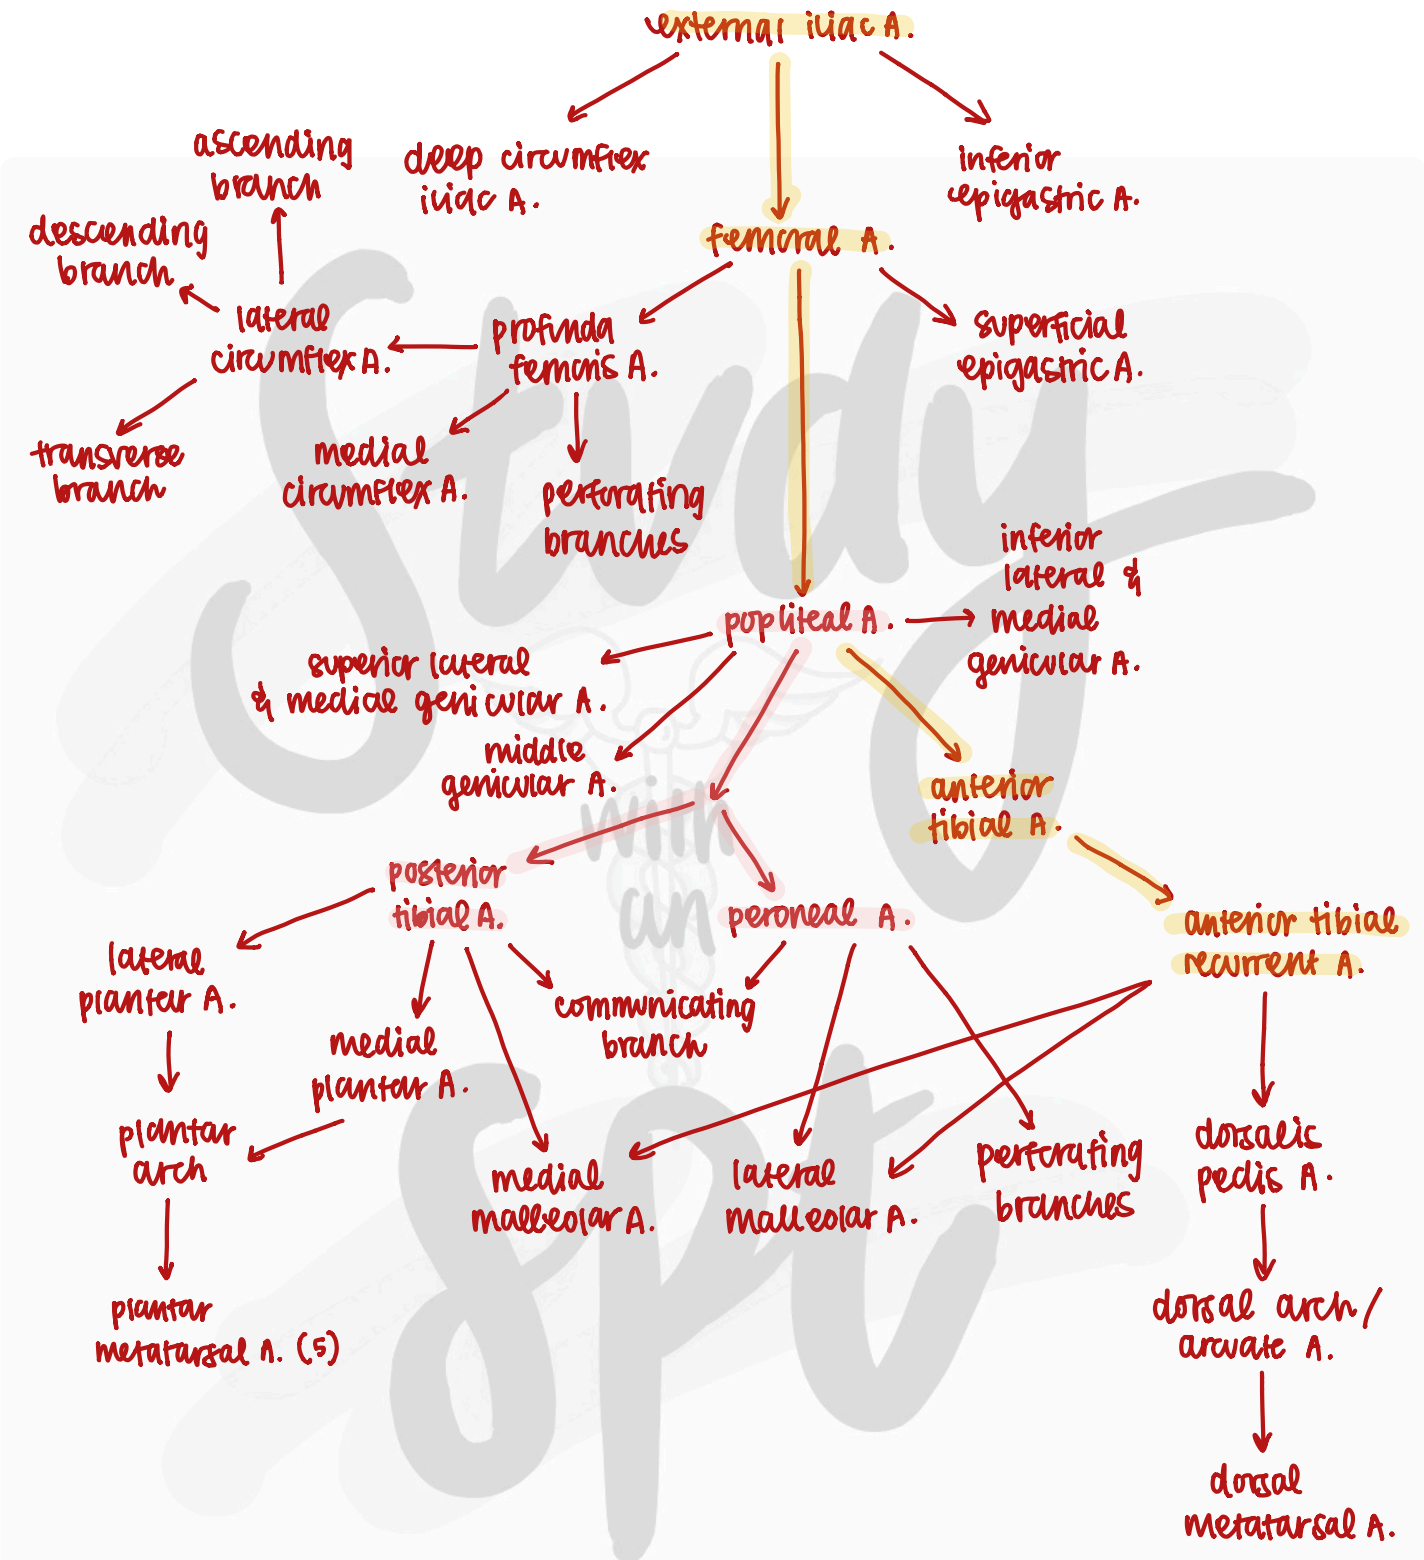 external iliac A.
deep circumflex
iliac A.
inferior
epigastric A.
ascending
branch
descending
branch
femoral A.
lateral
circumflex A.
profunda
femoris A.
superficial
epigastric A.
transverse
branch
medial
circumflex A.
perforating
branches
inferior
lateral &
medial
genicular A.
popliteal A.
superior lateral
& medial genicular A.
middle
genicular A.
anterior
tibial A.
posterior
tibial A.
peroneal A.
anterior tibial
recurrent A.
lateral
plantar A.
communicating
branch
medial
plantar A.
plantar
arch
medial
malleolar A.
lateral
malleolar A.
perforating
branches
dorsalis
pedis A.
plantar
metatarsal A. (5)
dorsal arch/
arcuate A.
dorsal
metatarsal A.
Study
with
an
spt